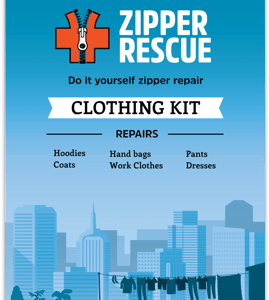 ZIPPER
RESCUE
Do it yourself zipper repair
CLOTHING KIT
REPAIRS
Hoodies Hand bags Pants
Coats Work Clothes Dresses